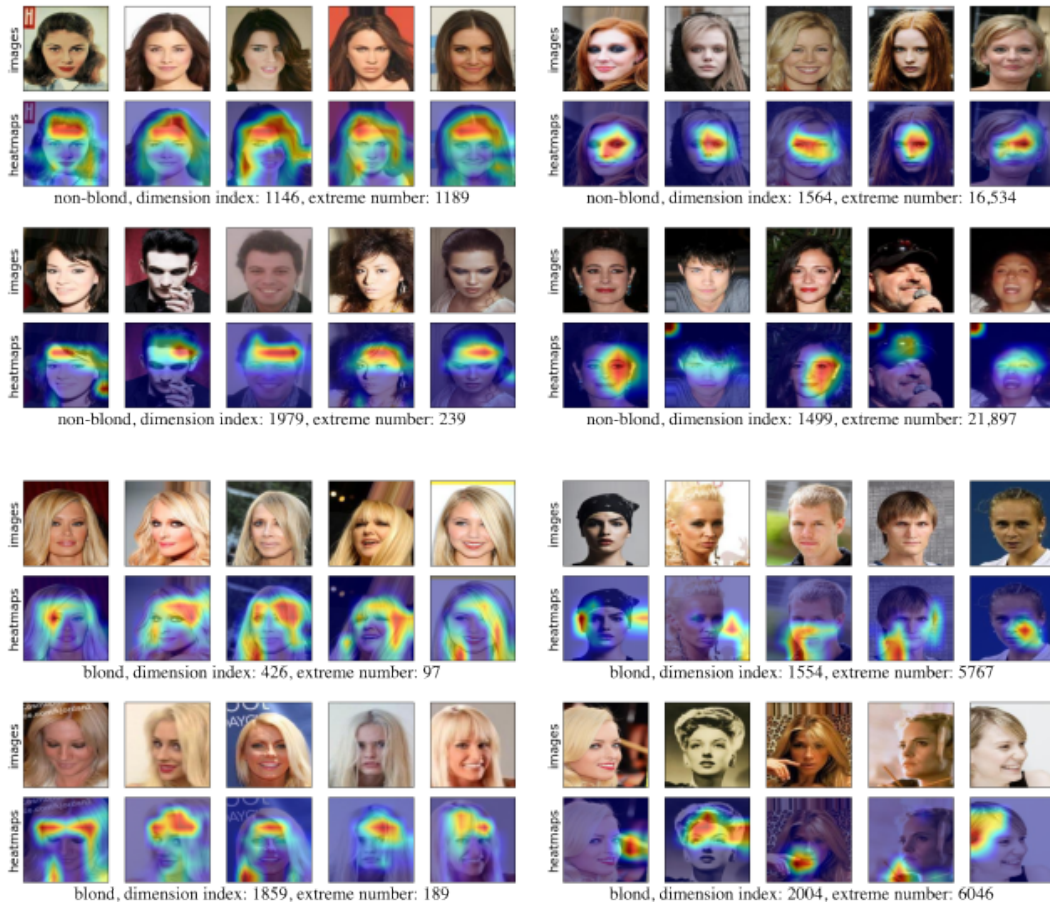 images
heatmaps
non-blond, dimension index: 1146, extreme number: 1189
images
heatmaps
non-blond, dimension index: 1564, extreme number: 16,534
images
heatmaps
non-blond, dimension index: 1979, extreme number: 239
images
heatmaps
non-blond, dimension index: 1499, extreme number: 21,897
images
heatmaps
blond, dimension index: 426, extreme number: 97
images
heatmaps
blond, dimension index: 1554, extreme number: 5767
images
heatmaps
blond, dimension index: 1859, extreme number: 189
images
heatmaps
blond, dimension index: 2004, extreme number: 6046